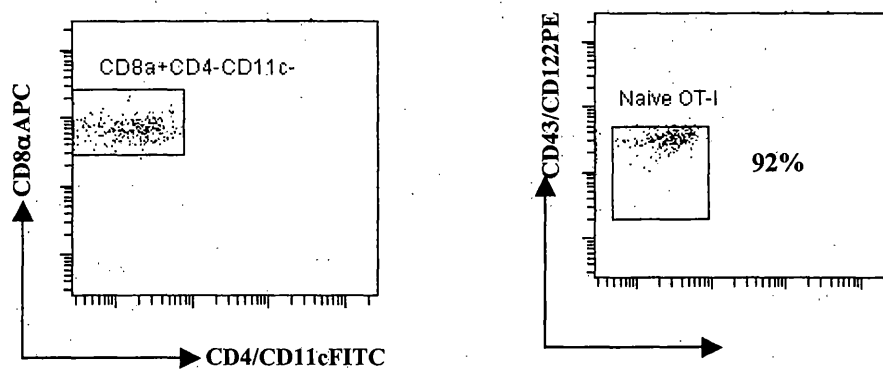 CD8a+CD4-CD11c-
CD8αAPC
CD4/CD11cFITC
Naive OT-I
CD43/CD122PE
92%